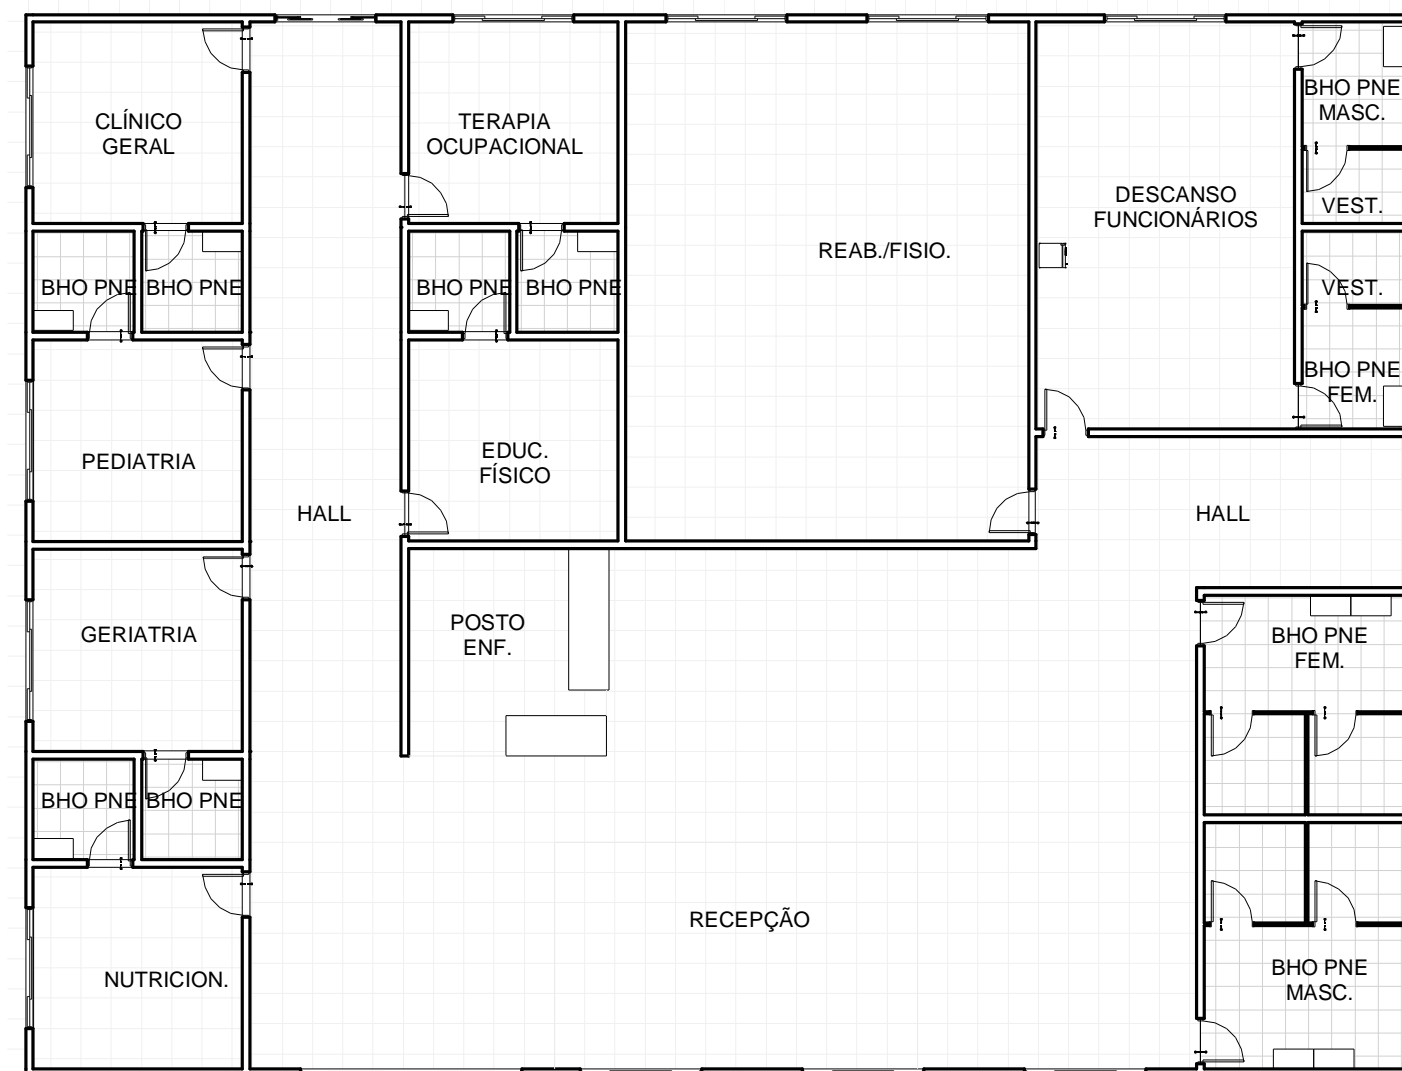 CLÍNICO
GERAL
TERAPIA
OCUPACIONAL
BHO PNE
MASC.
VEST.
DESCANSO
FUNCIONÁRIOS
REAB./FISIO.
BHO PNE
BHO PNE
BHO PNE
BHO PNE
VEST.
BHO PNE
FEM.
PEDIATRIA
EDUC.
FÍSICO
HALL
HALL
GERIATRIA
POSTO
ENF.
BHO PNE
FEM.
BHO PNE
BHO PNE
RECEPÇÃO
NUTRICION.
BHO PNE
MASC.